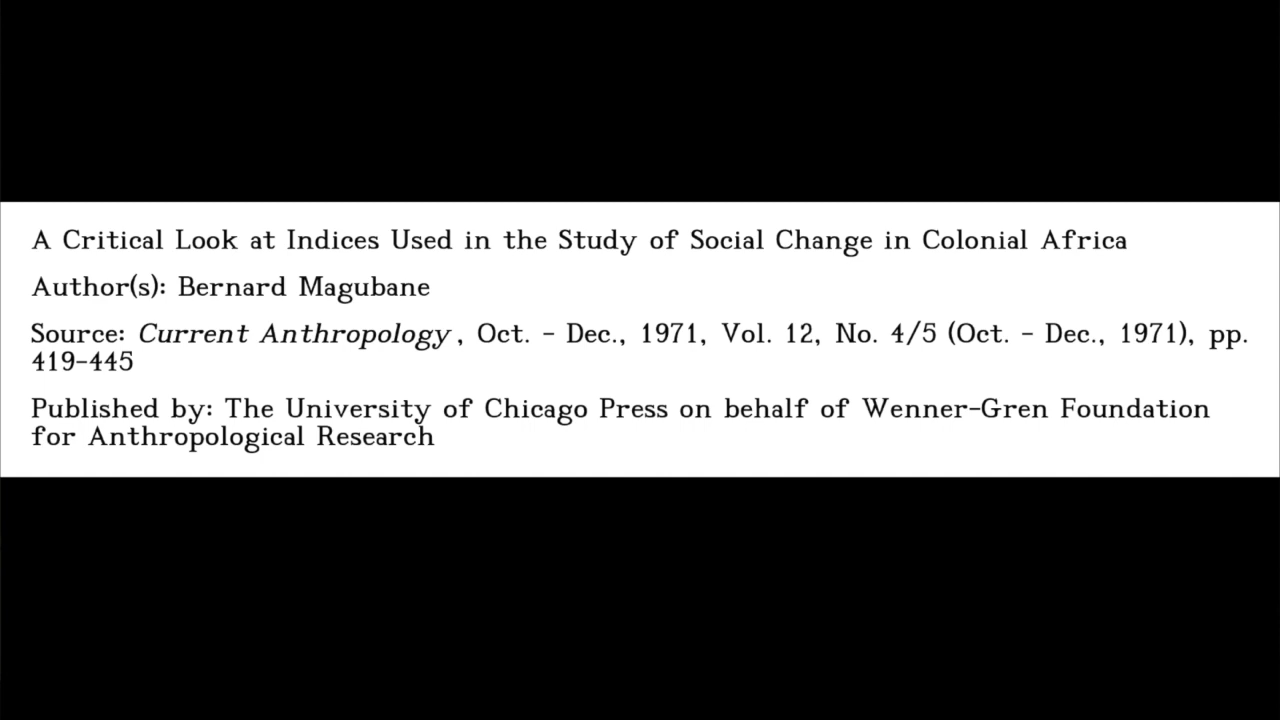 A Critical Look at Indices Used in the Study of Social Change in Colonial Africa
Author(s): Bernard Magubane
Source: Current Anthropology, Oct. - Dec., 1971, Vol. 12, No. 4/5 (Oct. - Dec., 1971), pp.
419-445
Published by: The University of Chicago Press on behalf of Wenner-Gren Foundation
for Anthropological Research